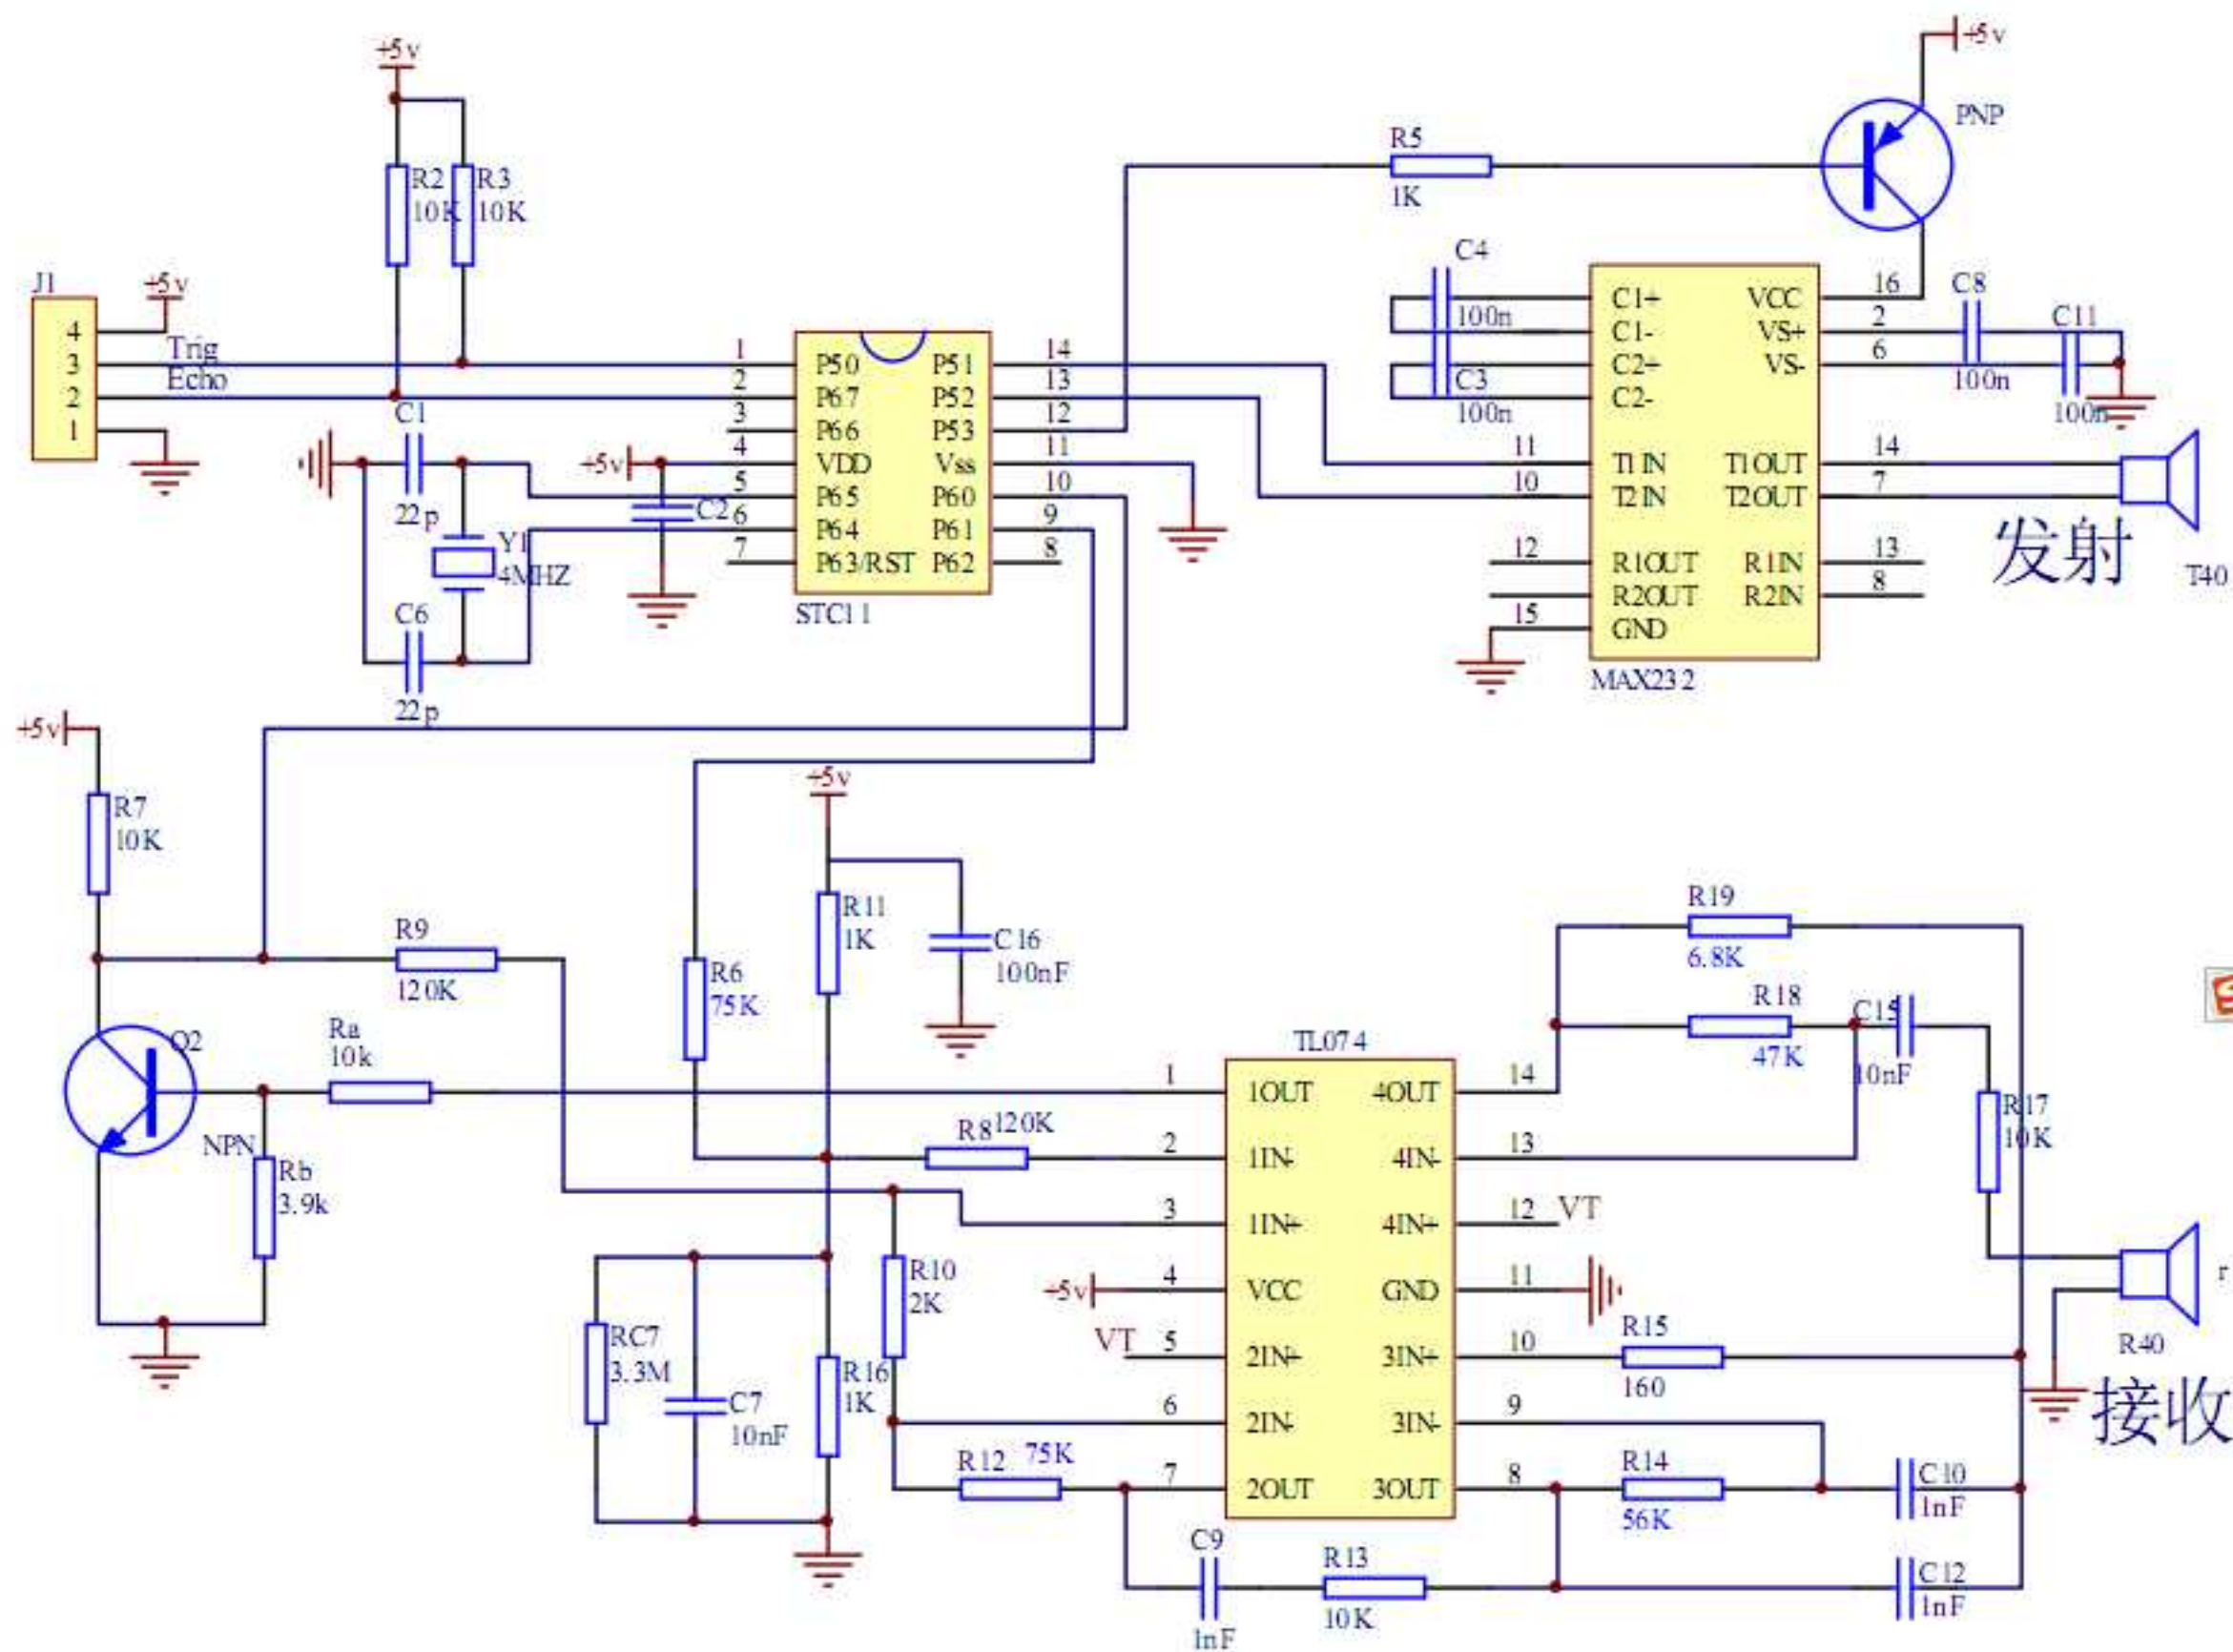 +5v
+5v
PNP
R2
10K
R3
10K
R5
1K
J1
+5v
4
3
2
1
Trig
Echo
C1
22p
C6
22p
Y1
4MHZ
+5v
C2
1
2
3
4
5
6
7
P50
P67
P66
VDD
P65
P64
P63/RST
P51
P52
P53
Vss
P60
P61
P62
14
13
12
11
10
9
8
STC11
C4
100n
C3
100n
11
10
12
15
C1+
C1-
C2+
C2-
T1IN
T2IN
R1OUT
R2OUT
GND
VCC
VS+
VS-
T1OUT
T2OUT
R1IN
R2IN
16
2
6
14
7
13
8
MAX232
C8
100n
C11
100n
发射
T40
+5v
R7
10K
R9
120K
Q2
NPN
Ra
10k
Rb
3.9k
+5v
R11
1K
C16
100nF
R6
75K
R8
120K
RC7
3.3M
C7
10nF
R16
1K
R10
2K
R12
75K
TL074
1
2
3
+5v
4
VT
5
6
7
1OUT
1IN-
1IN+
VCC
2IN+
2IN-
2OUT
4OUT
4IN-
4IN+
GND
3IN+
3IN-
3OUT
14
13
12
VT
11
10
9
8
R19
6.8K
R18
47K
C15
10nF
R17
10K
R15
160
R14
56K
C10
1nF
C12
1nF
C9
1nF
R13
10K
r
R40
接收